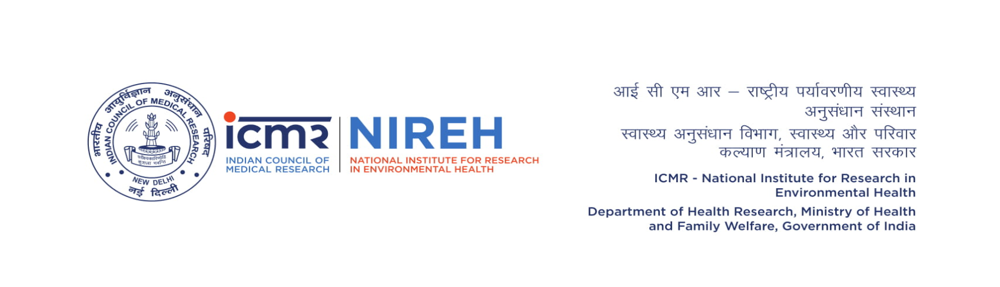 भारतीय आयुर्विज्ञान अनुसंधान परिषद
INDIAN COUNCIL OF MEDICAL RESEARCH
NEW DELHI
नई दिल्ली
icmr
INDIAN COUNCIL OF
MEDICAL RESEARCH
NIREH
NATIONAL INSTITUTE FOR RESEARCH
IN ENVIRONMENTAL HEALTH
आई सी एम आर – राष्ट्रीय पर्यावरणीय स्वास्थ्य
अनुसंधान संस्थान
स्वास्थ्य अनुसंधान विभाग, स्वास्थ्य और परिवार
कल्याण मंत्रालय, भारत सरकार
ICMR - National Institute for Research in
Environmental Health
Department of Health Research, Ministry of Health
and Family Welfare, Government of India